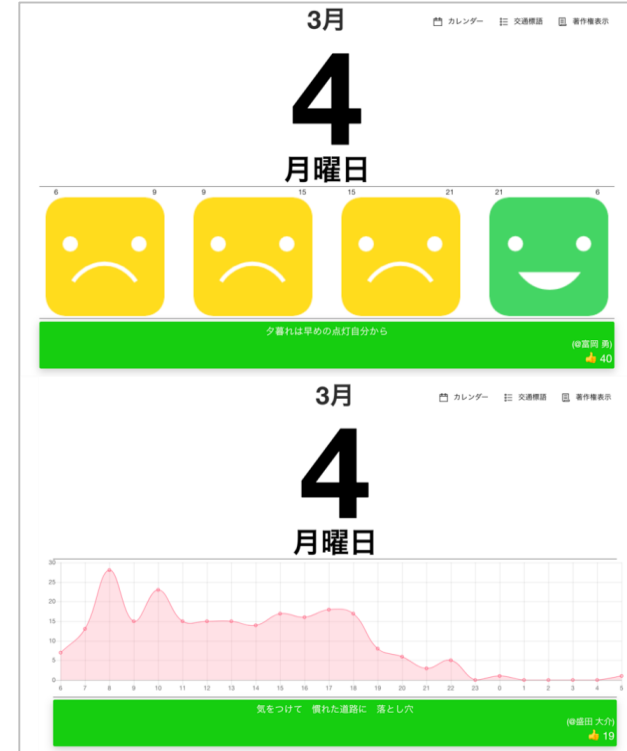 3月
カレンダー 交通標語 著作権表示
4
月曜日
6 9 9 15 15 21 21 6
夕暮れは早めの点灯自分から
(@富岡 勇)
👍 40
3月
カレンダー 交通標語 著作権表示
4
月曜日
30
25
20
15
10
5
0
6 7 8 9 10 11 12 13 14 15 16 17 18 19 20 21 22 23 0 1 2 3 4 5
気をつけて 慣れた道路に 落とし穴
(@盛田 大介)
👍 19